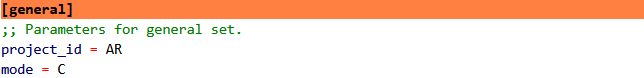 [general]
;; Parameters for general set.
project_id = AR
mode = C